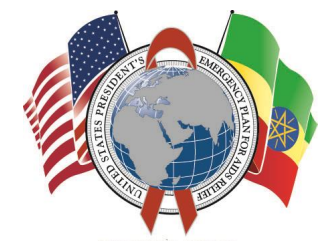 UNITED STATES PRESIDENT'S EMERGENCY PLAN FOR AIDS RELIEF